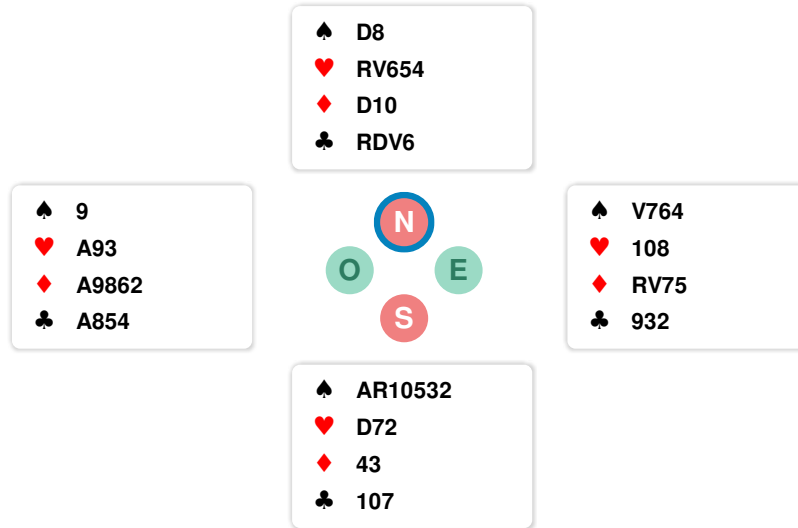 ♠ D8
♥ RV654
♦ D10
♣ RDV6
♠ 9
♥ A93
♦ A9862
♣ A854
N
O E
S
♠ V764
♥ 108
♦ RV75
♣ 932
♠ AR10532
♥ D72
♦ 43
♣ 107